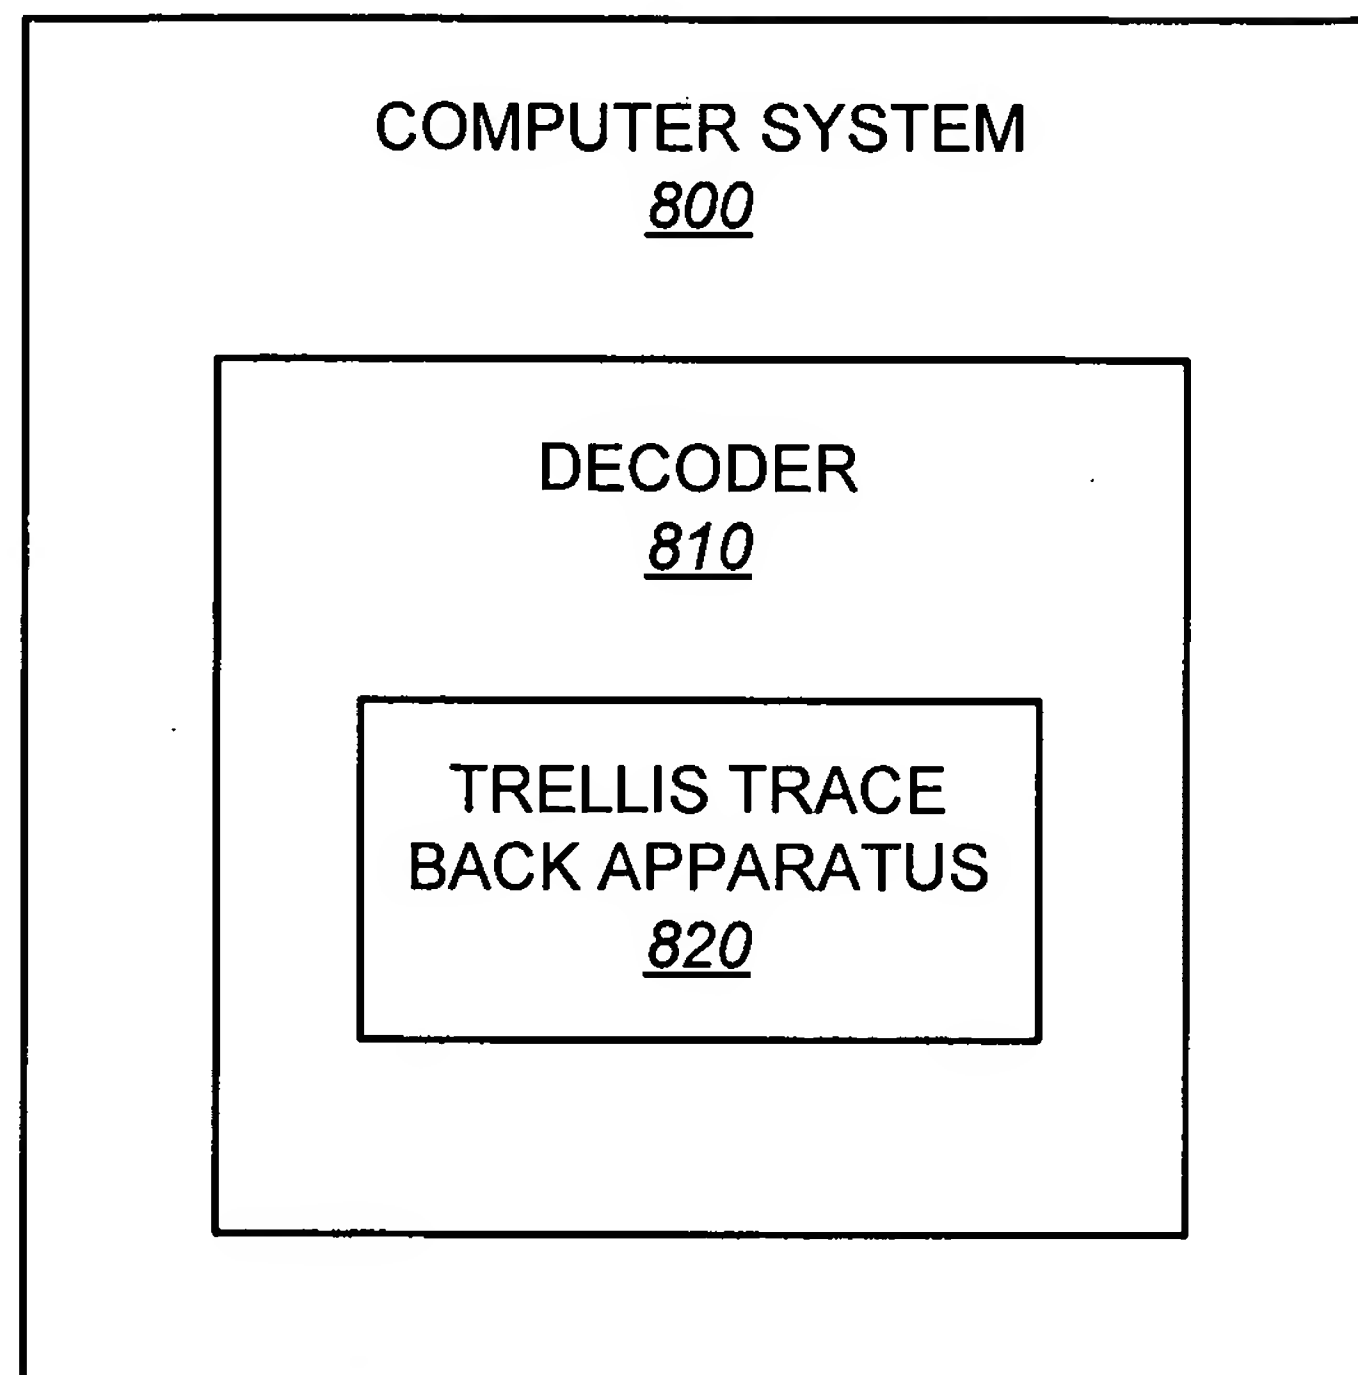 COMPUTER SYSTEM
800
DECODER
810
TRELLIS TRACE
BACK APPARATUS
820